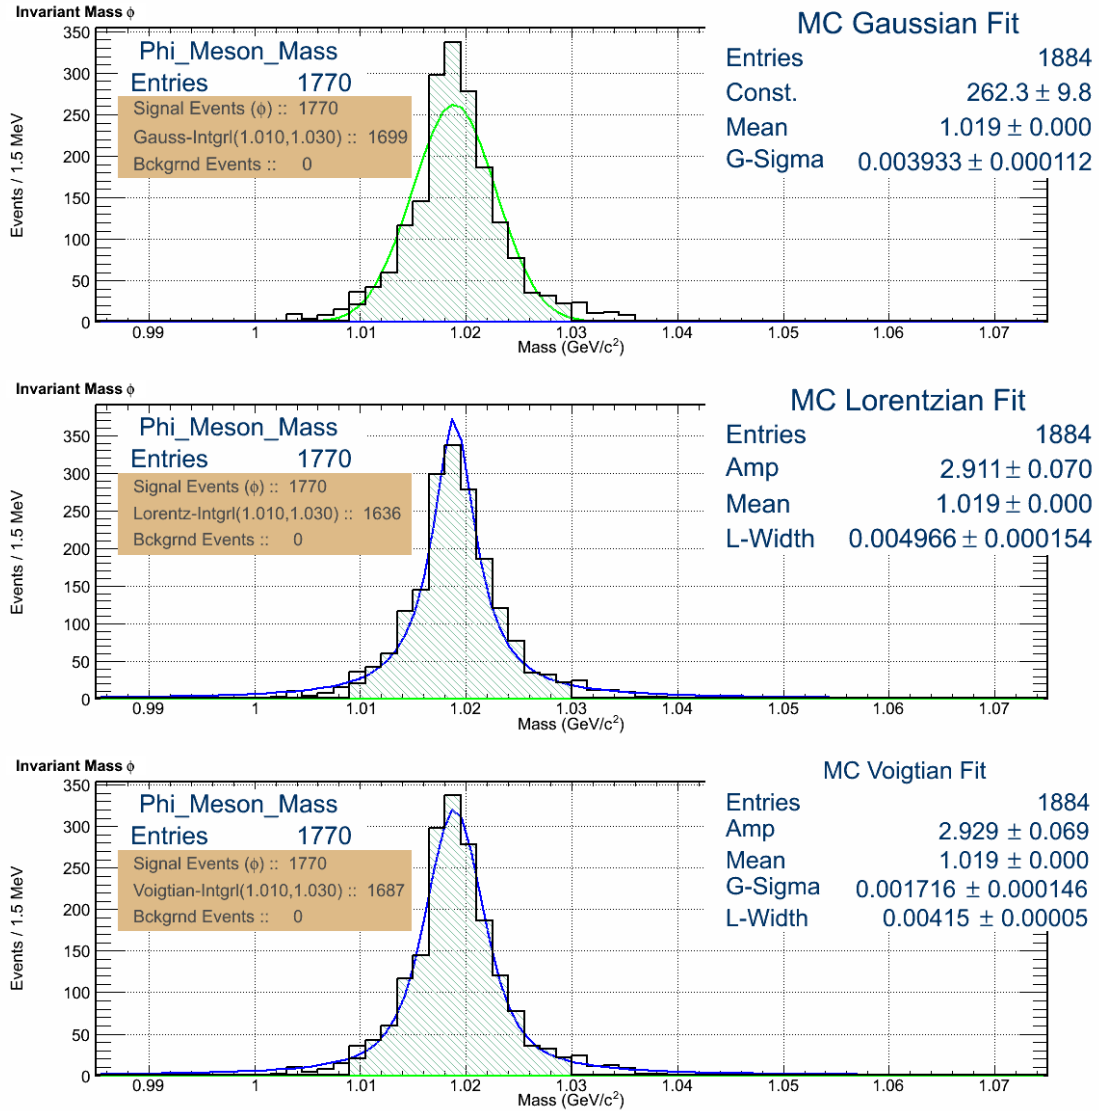 Invariant Mass ϕ
MC Gaussian Fit
Entries 1884
Const. 262.3 ± 9.8
Mean 1.019 ± 0.000
G-Sigma 0.003933 ± 0.000112
Phi_Meson_Mass
Entries 1770
Signal Events (ϕ) :: 1770
Gauss-Intgrl(1.010,1.030) :: 1699
Bckgrnd Events :: 0
Events / 1.5 MeV
350
300
250
200
150
100
50
0
0.99 1 1.01 1.02 1.03 1.04 1.05 1.06 1.07
Mass (GeV/c²)
Invariant Mass ϕ
MC Lorentzian Fit
Entries 1884
Amp 2.911 ± 0.070
Mean 1.019 ± 0.000
L-Width 0.004966 ± 0.000154
Phi_Meson_Mass
Entries 1770
Signal Events (ϕ) :: 1770
Lorentz-Intgrl(1.010,1.030) :: 1636
Bckgrnd Events :: 0
Events / 1.5 MeV
350
300
250
200
150
100
50
0
0.99 1 1.01 1.02 1.03 1.04 1.05 1.06 1.07
Mass (GeV/c²)
Invariant Mass ϕ
MC Voigtian Fit
Entries 1884
Amp 2.929 ± 0.069
Mean 1.019 ± 0.000
G-Sigma 0.001716 ± 0.000146
L-Width 0.00415 ± 0.00005
Phi_Meson_Mass
Entries 1770
Signal Events (ϕ) :: 1770
Voigtian-Intgrl(1.010,1.030) :: 1687
Bckgrnd Events :: 0
Events / 1.5 MeV
350
300
250
200
150
100
50
0
0.99 1 1.01 1.02 1.03 1.04 1.05 1.06 1.07
Mass (GeV/c²)